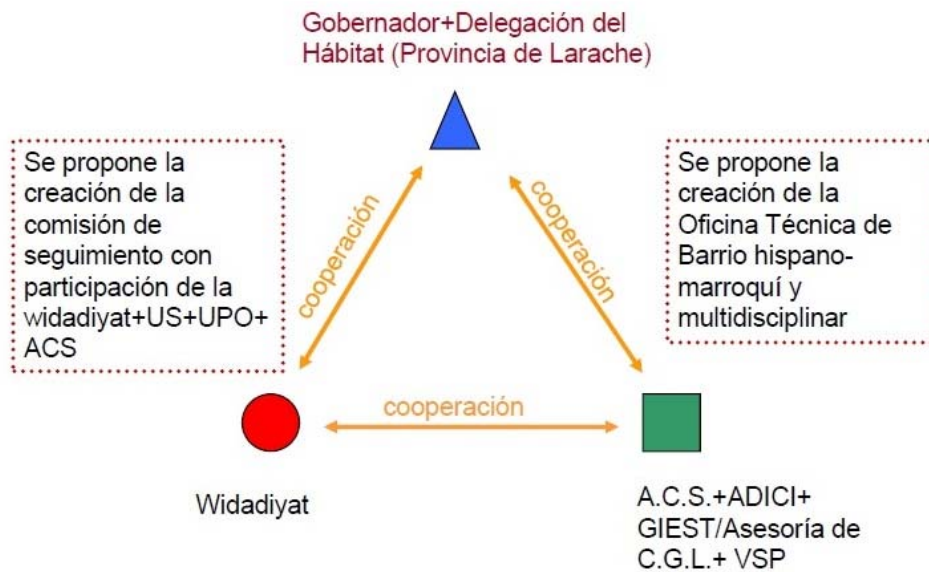 Gobernador+Delegación del
Hábitat (Provincia de Larache)
Se propone la
creación de la
comisión de
seguimiento con
participación de la
widadiyat+US+UPO+
ACS
cooperación
cooperación
Se propone la
creación de la
Oficina Técnica de
Barrio hispano-
marroquí y
multidisciplinar
cooperación
Widadiyat
A.C.S.+ADICI+
GIEST/Asesoría de
C.G.L.+ VSP